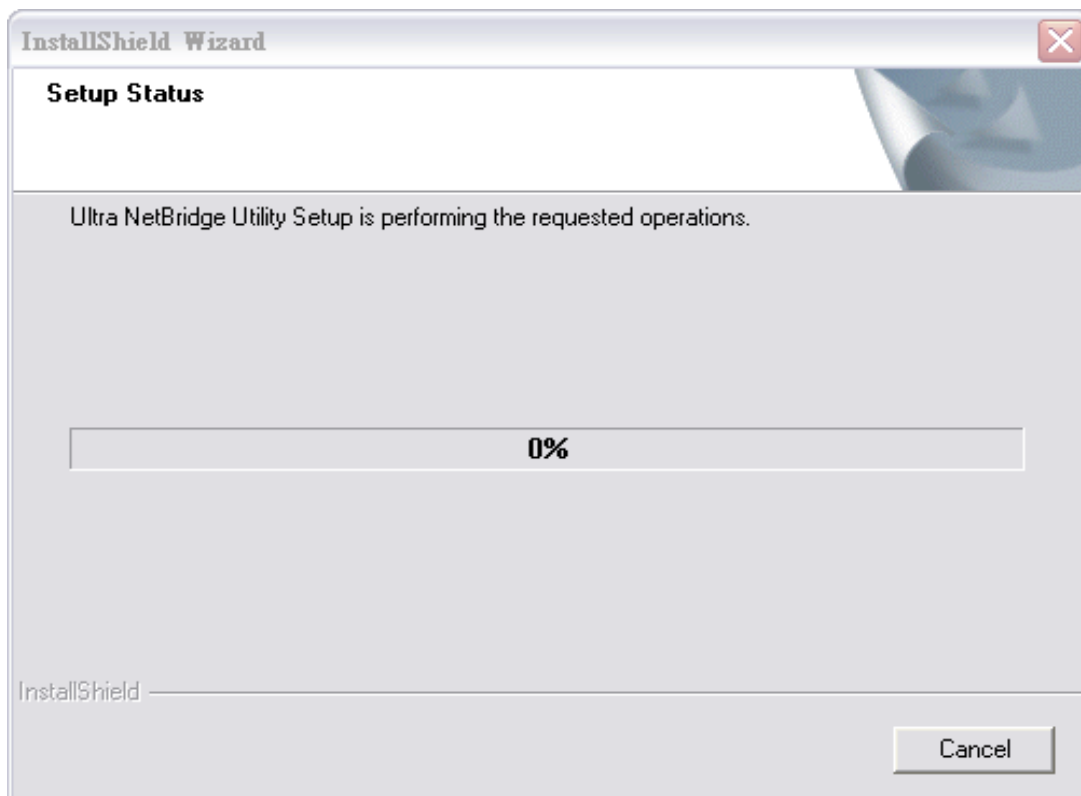 InstallShield Wizard
Setup Status
Ultra NetBridge Utility Setup is performing the requested operations.
0%
InstallShield
Cancel